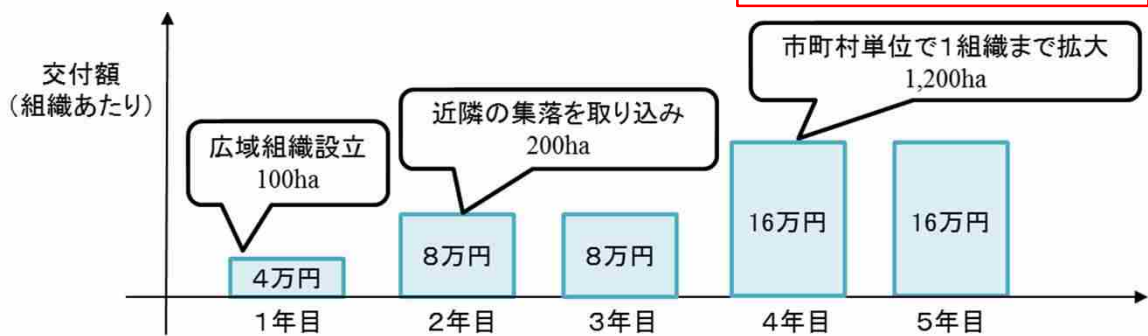 交付額
（組織あたり）
広域組織設立
100ha
近隣の集落を取り込み
200ha
市町村単位で１組織まで拡大
1,200ha
４万円
８万円
８万円
16万円
16万円
１年目
２年目
３年目
４年目
５年目